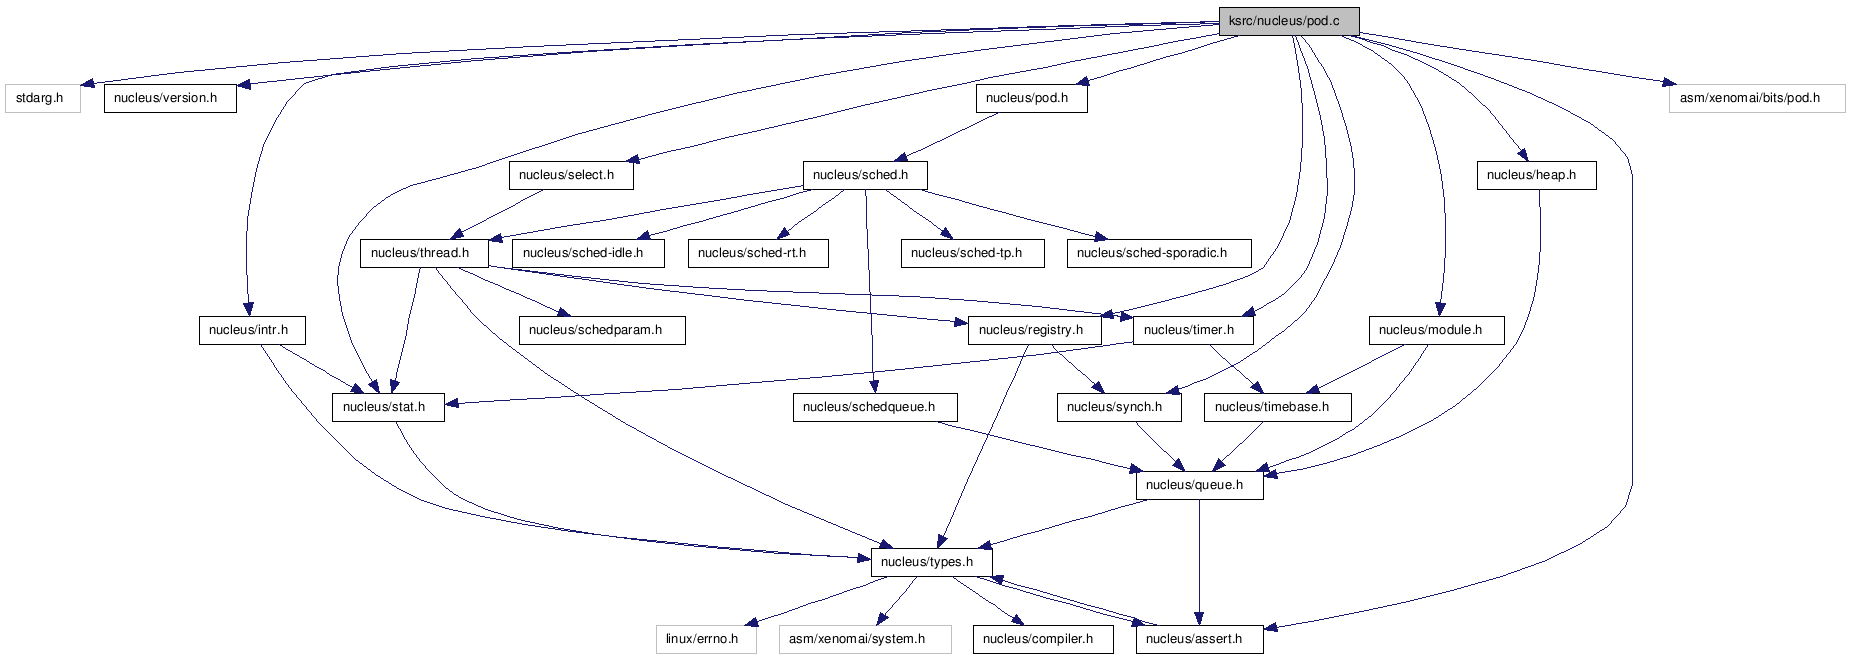 ksrc/nucleus/pod.c
stdarg.h
nucleus/version.h
nucleus/pod.h
asm/xenomai/bits/pod.h
nucleus/select.h
nucleus/sched.h
nucleus/heap.h
nucleus/thread.h
nucleus/sched-idle.h
nucleus/sched-rt.h
nucleus/sched-tp.h
nucleus/sched-sporadic.h
nucleus/intr.h
nucleus/schedparam.h
nucleus/registry.h
nucleus/timer.h
nucleus/module.h
nucleus/stat.h
nucleus/schedqueue.h
nucleus/synch.h
nucleus/timebase.h
nucleus/queue.h
nucleus/types.h
linux/errno.h
asm/xenomai/system.h
nucleus/compiler.h
nucleus/assert.h